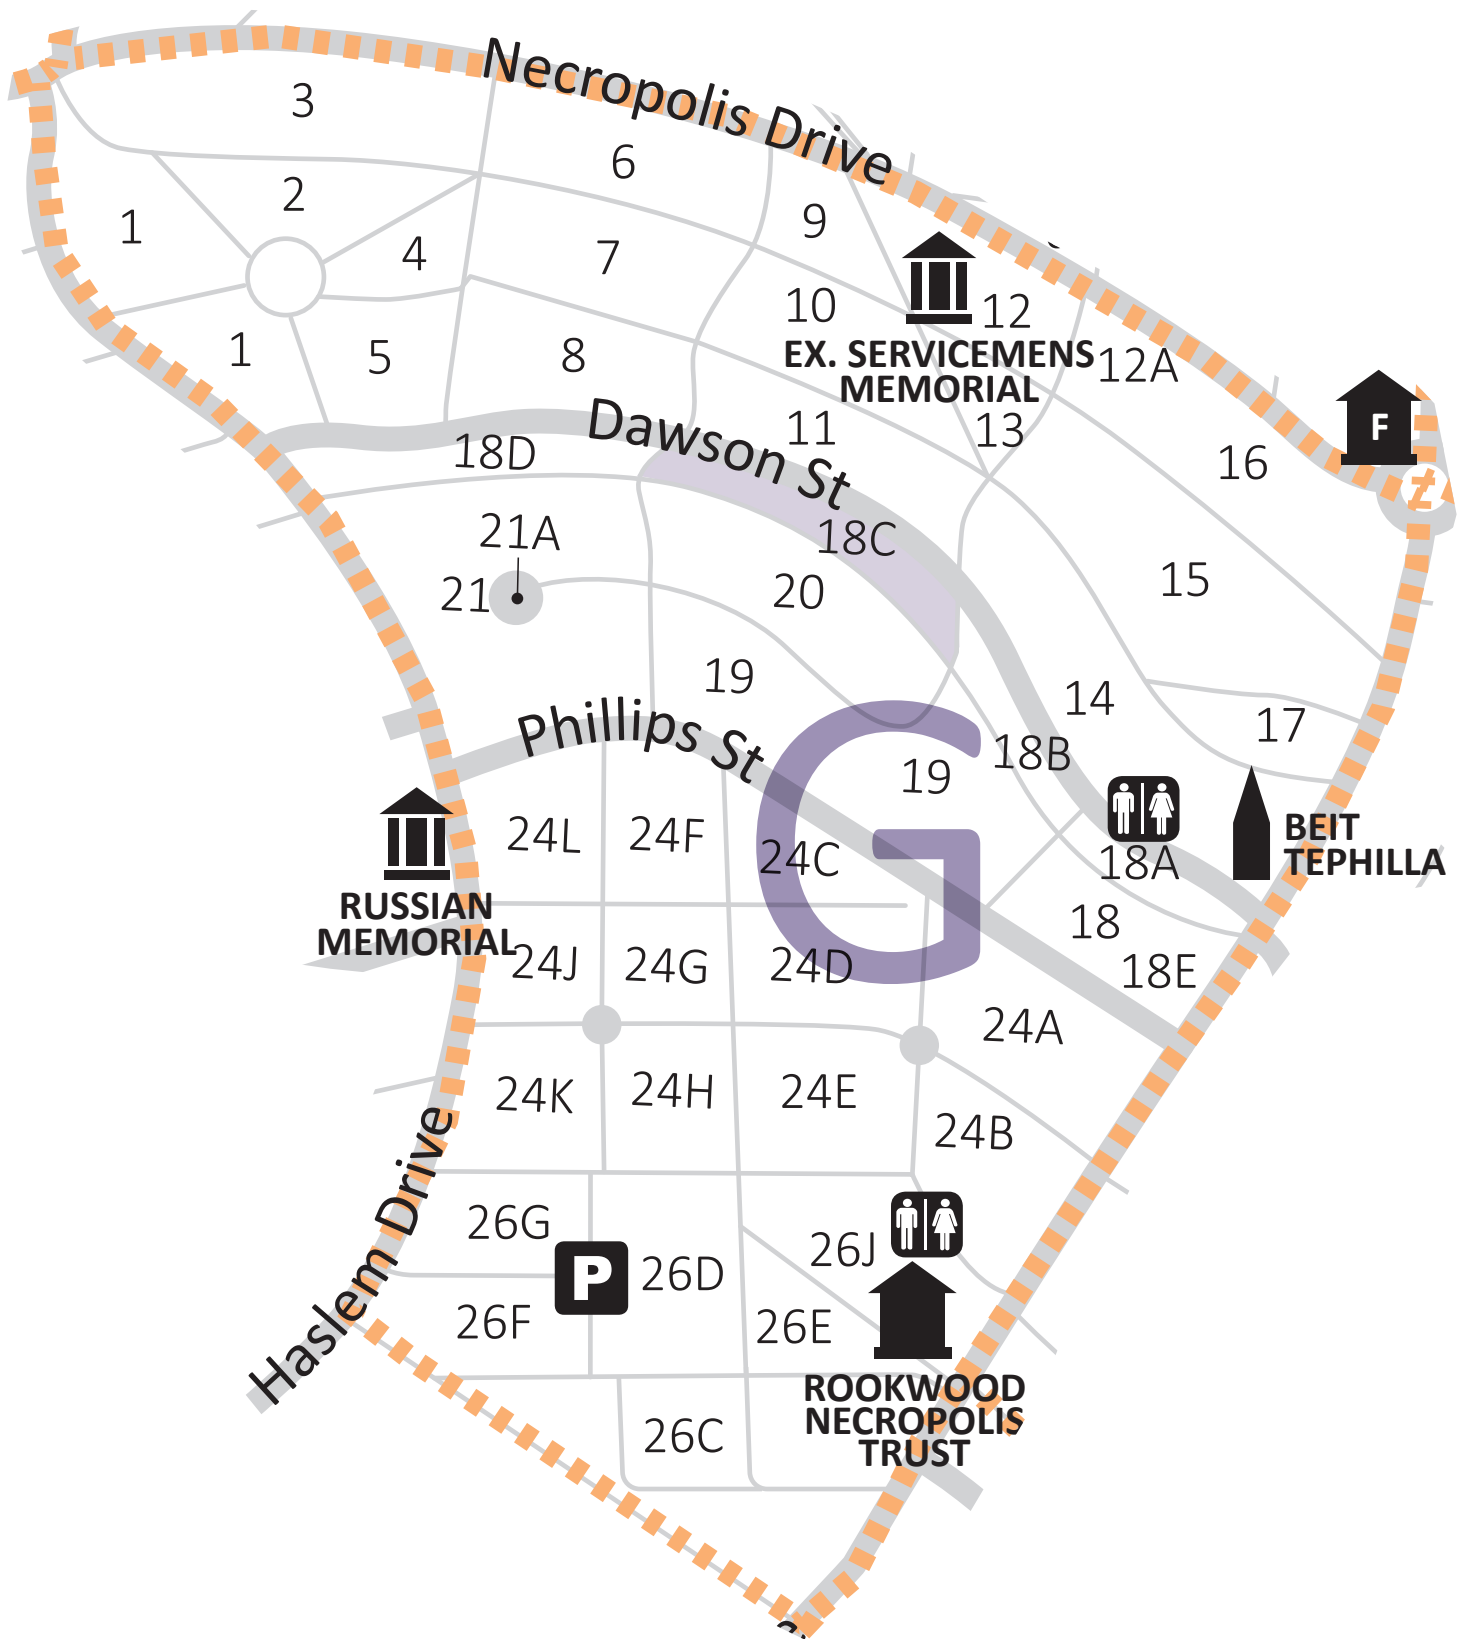 Necropolis Drive
3
6
2
1
9
4
7
10
12
1
5
8
EX. SERVICEMENS
MEMORIAL
12A
F
11
13
Dawson St
18D
16
21A
18C
21
20
15
19
14
17
Phillips St
18B
19
24L
24F
24C
G
18A
BEIT
TEPHILLA
RUSSIAN
MEMORIAL
18
24J
24G
24D
18E
24A
24K
24H
24E
24B
Haslem Drive
26G
26J
P
26D
26F
26E
ROOKWOOD
NECROPOLIS
TRUST
26C